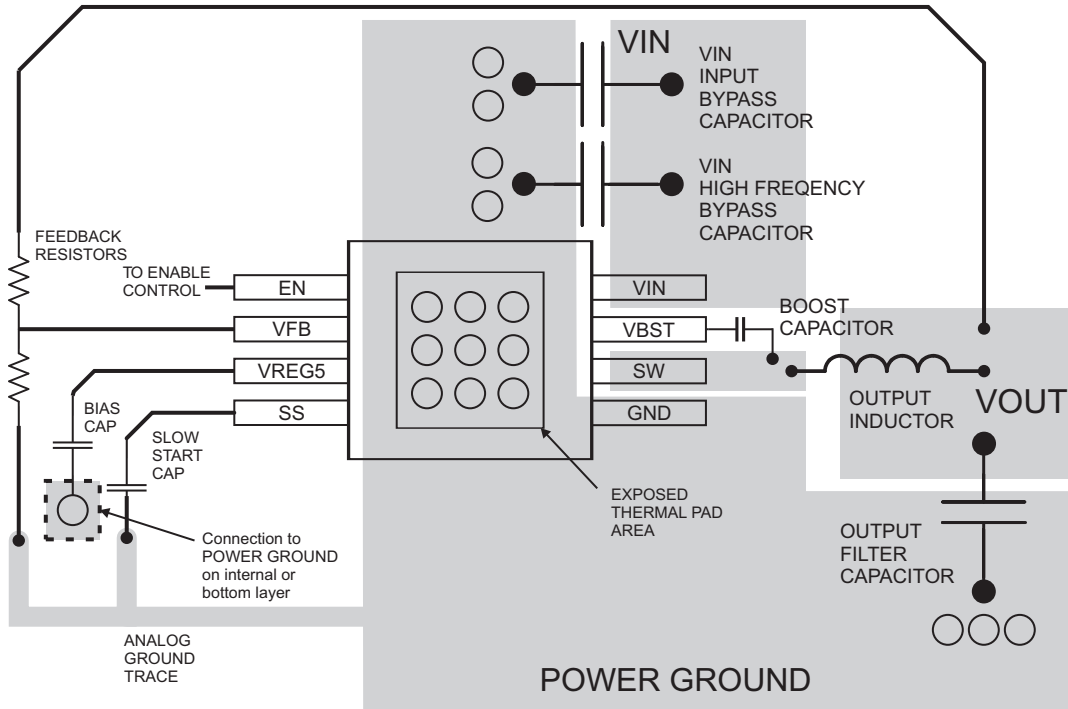 VIN
VIN
INPUT
BYPASS
CAPACITOR
VIN
HIGH FREQENCY
BYPASS
CAPACITOR
FEEDBACK
RESISTORS
TO ENABLE
CONTROL
EN
VFB
VREG5
SS
VIN
VBST
SW
GND
BOOST
CAPACITOR
OUTPUT
INDUCTOR
VOUT
BIAS
CAP
SLOW
START
CAP
EXPOSED
THERMAL PAD
AREA
Connection to
POWER GROUND
on internal or
bottom layer
OUTPUT
FILTER
CAPACITOR
ANALOG
GROUND
TRACE
POWER GROUND